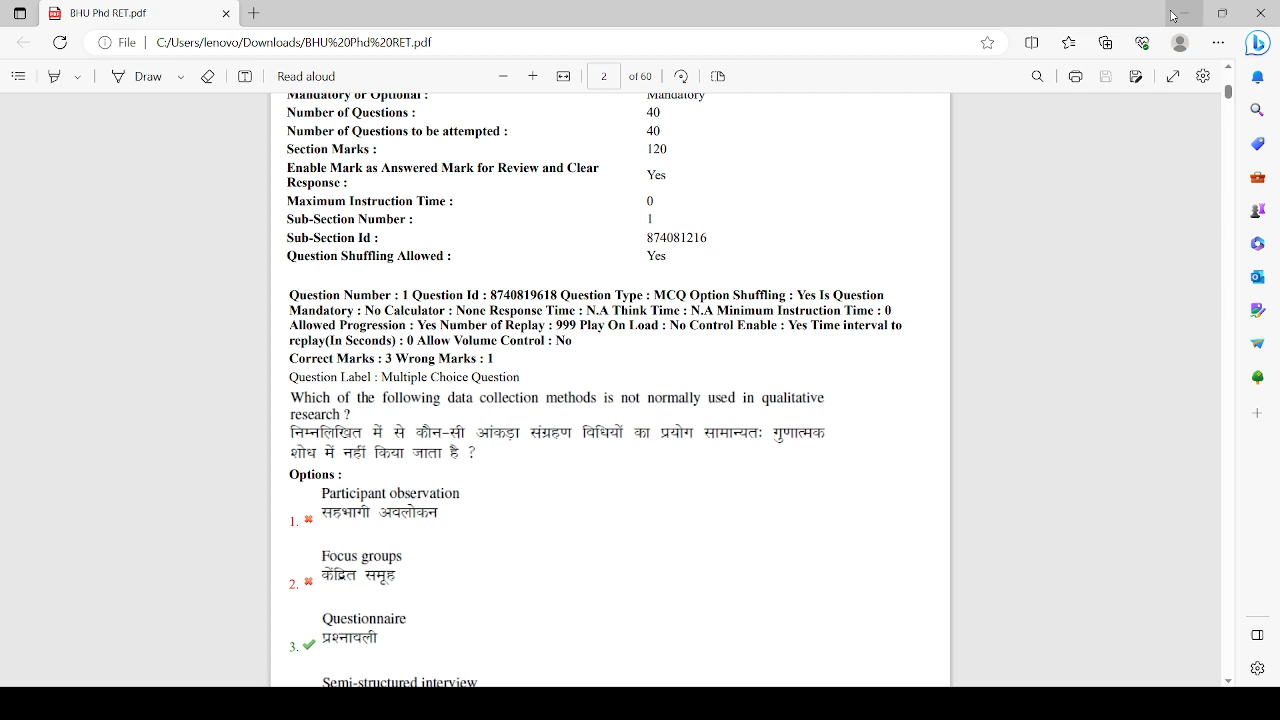 BHU Phd RET.pdf
File
C:/Users/lenovo/Downloads/BHU%20Phd%20RET.pdf
Draw
Read aloud
2
of 60
Mandatory or Optional :
Mandatory
Number of Questions :
40
Number of Questions to be attempted :
40
Section Marks :
120
Enable Mark as Answered Mark for Review and Clear
Response :
Yes
Maximum Instruction Time :
0
Sub-Section Number :
1
Sub-Section Id :
874081216
Question Shuffling Allowed :
Yes
Question Number : 1 Question Id : 8740819618 Question Type : MCQ Option Shuffling : Yes Is Question
Mandatory : No Calculator : None Response Time : N.A Think Time : N.A Minimum Instruction Time : 0
Allowed Progression : Yes Number of Replay : 999 Play On Load : No Control Enable : Yes Time interval to
replay(In Seconds) : 0 Allow Volume Control : No
Correct Marks : 3 Wrong Marks : 1
Question Label : Multiple Choice Question
Which of the following data collection methods is not normally used in qualitative
research ?
निम्नलिखित में से कौन-सी आंकड़ा संग्रहण विधियों का प्रयोग सामान्यतः गुणात्मक
शोध में नहीं किया जाता है ?
Options :
Participant observation
सहभागी अवलोकन
1.
Focus groups
केंद्रित समूह
2.
Questionnaire
प्रश्नावली
3.
Semi-structured interview